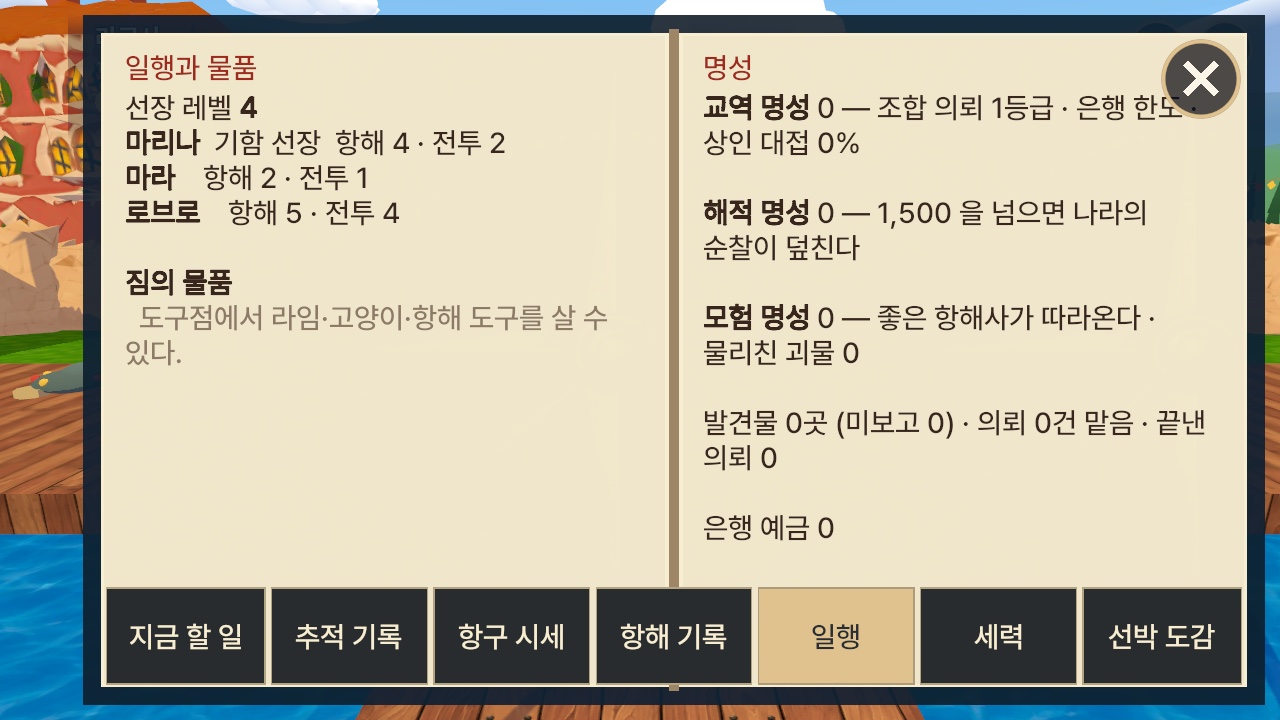 일행과 물품
선장 레벨 4
마리나 기함 선장 항해 4 · 전투 2
마라 항해 2 · 전투 1
로브로 항해 5 · 전투 4
짐의 물품
도구점에서 라임·고양이·항해 도구를 살 수
있다.
명성
교역 명성 0 — 조합 의뢰 1등급 · 은행 한도 ·
상인 대접 0%
해적 명성 0 — 1,500 을 넘으면 나라의
순찰이 덮친다
모험 명성 0 — 좋은 항해사가 따라온다 ·
물리친 괴물 0
발견물 0곳 (미보고 0) · 의뢰 0건 맡음 · 끝낸
의뢰 0
은행 예금 0
지금 할 일
추적 기록
항구 시세
항해 기록
일행
세력
선박 도감